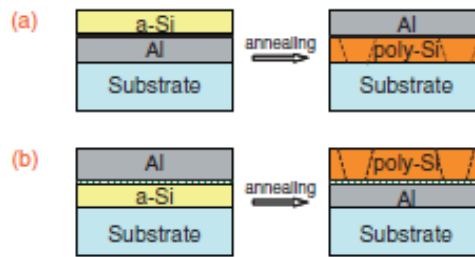 (a)
a-Si
Al
Substrate
annealing
Al
poly-Si
Substrate
(b)
Al
a-Si
Substrate
annealing
poly-Si
Al
Substrate